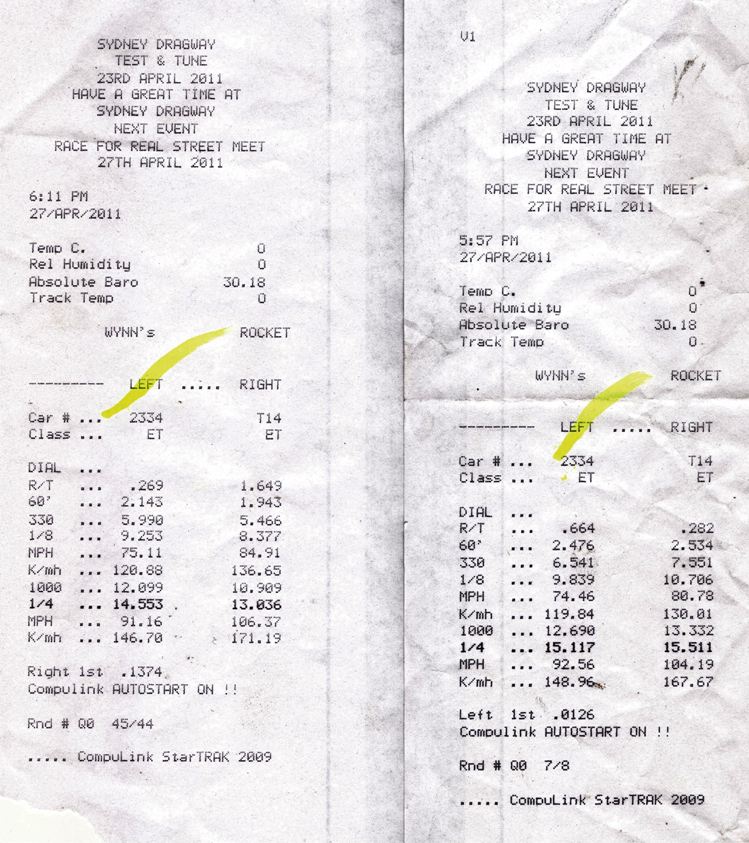 SYDNEY DRAGWAY
TEST & TUNE
23RD APRIL 2011
HAVE A GREAT TIME AT
SYDNEY DRAGWAY
NEXT EVENT
RACE FOR REAL STREET MEET
27TH APRIL 2011
6:11 PM
27/APR/2011
Temp C. 0
Rel Humidity 0
Absolute Baro 30.18
Track Temp 0
WYNN's ROCKET
--------- LEFT ..... RIGHT
Car # ... 2334 T14
Class ... ET ET
DIAL ...
R/T ... .269 1.649
60' ... 2.143 1.943
330 ... 5.990 5.466
1/8 ... 9.253 8.377
MPH ... 75.11 84.91
K/mh ... 120.88 136.65
1000 ... 12.099 10.909
1/4 ... 14.553 13.036
MPH ... 91.16 106.37
K/mh ... 146.70 171.19
Right 1st .1374
Compulink AUTOSTART ON !!
Rnd # Q0 45/44
..... CompuLink StarTRAK 2009
V1
SYDNEY DRAGWAY
TEST & TUNE
23RD APRIL 2011
HAVE A GREAT TIME AT
SYDNEY DRAGWAY
NEXT EVENT
RACE FOR REAL STREET MEET
27TH APRIL 2011
5:57 PM
27/APR/2011
Temp C. 0
Rel Humidity 0
Absolute Baro 30.18
Track Temp 0
WYNN's ROCKET
--------- LEFT ..... RIGHT
Car # ... 2334 T14
Class ... ET ET
DIAL ...
R/T ... .664 .282
60' ... 2.476 2.534
330 ... 6.541 7.551
1/8 ... 9.839 10.706
MPH ... 74.46 80.78
K/mh ... 119.84 130.01
1000 ... 12.690 13.332
1/4 ... 15.117 15.511
MPH ... 92.56 104.19
K/mh ... 148.96 167.67
Left 1st .0126
Compulink AUTOSTART ON !!
Rnd # Q0 7/8
..... CompuLink StarTRAK 2009